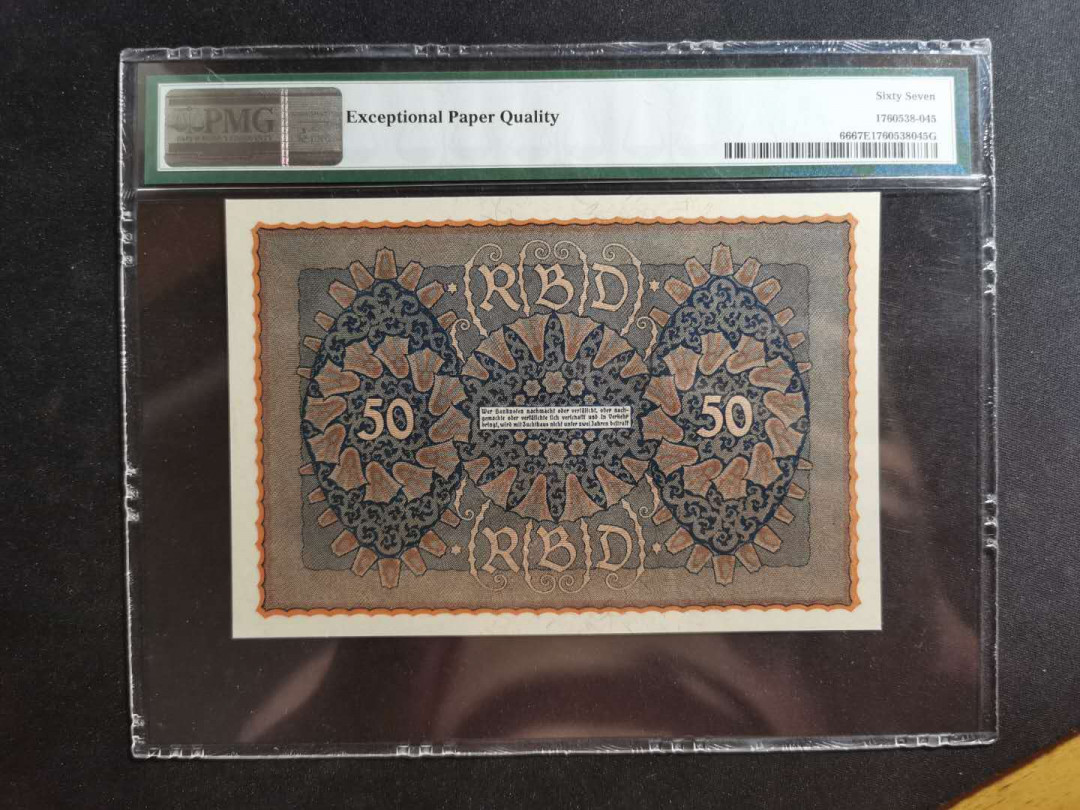 PMG
Exceptional Paper Quality
Sixty Seven
1760538-045
6667E1760538045G
RBD
50
50
Wer Banknoten nachmacht oder verfälscht, oder nach-
gemachte oder verfälschte sich verschafft und in Verkehr
bringt, wird mit Zuchthaus nicht unter zwei Jahren bestraft
RBD